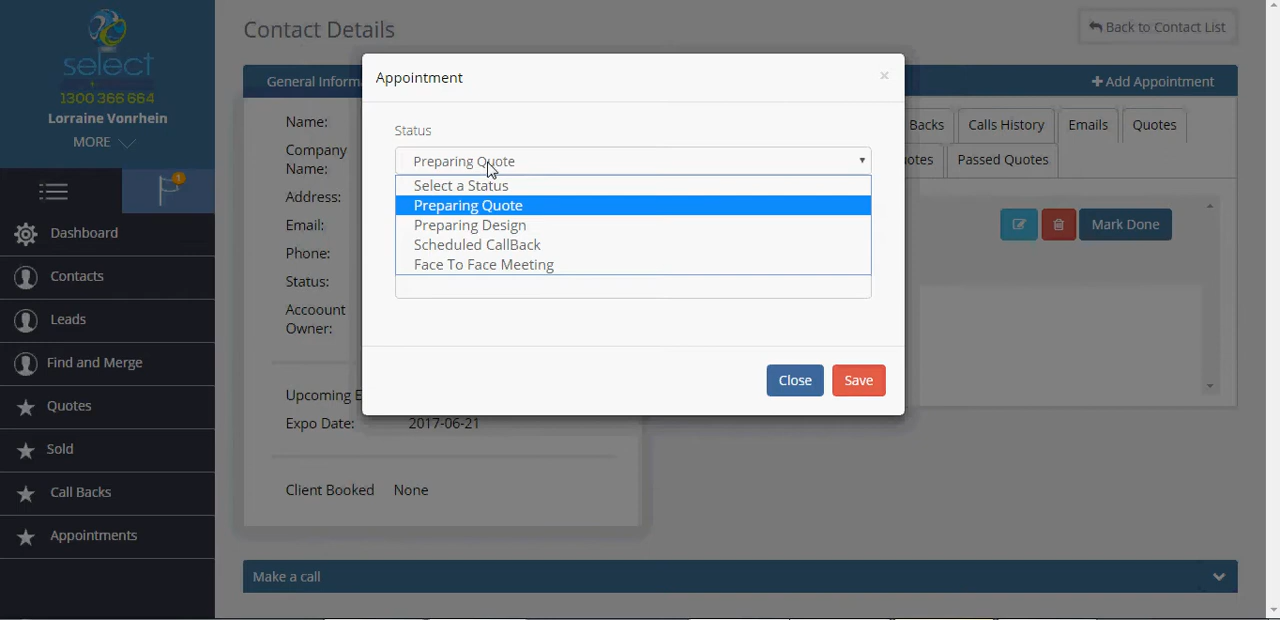 select
1300 366 664
Lorraine Vonrhein
MORE
1
Dashboard
Contacts
Leads
Find and Merge
Quotes
Sold
Call Backs
Appointments
Contact Details
Back to Contact List
General Inform
Add Appointment
Name:
Company
Name:
Address:
Email:
Phone:
Status:
Account
Owner:
Upcoming E
Expo Date: 2017-06-21
Client Booked None
Backs
Calls History
Emails
Quotes
uotes
Passed Quotes
Mark Done
Appointment
×
Status
Preparing Quote
Select a Status
Preparing Quote
Preparing Design
Scheduled CallBack
Face To Face Meeting
Close
Save
Make a call